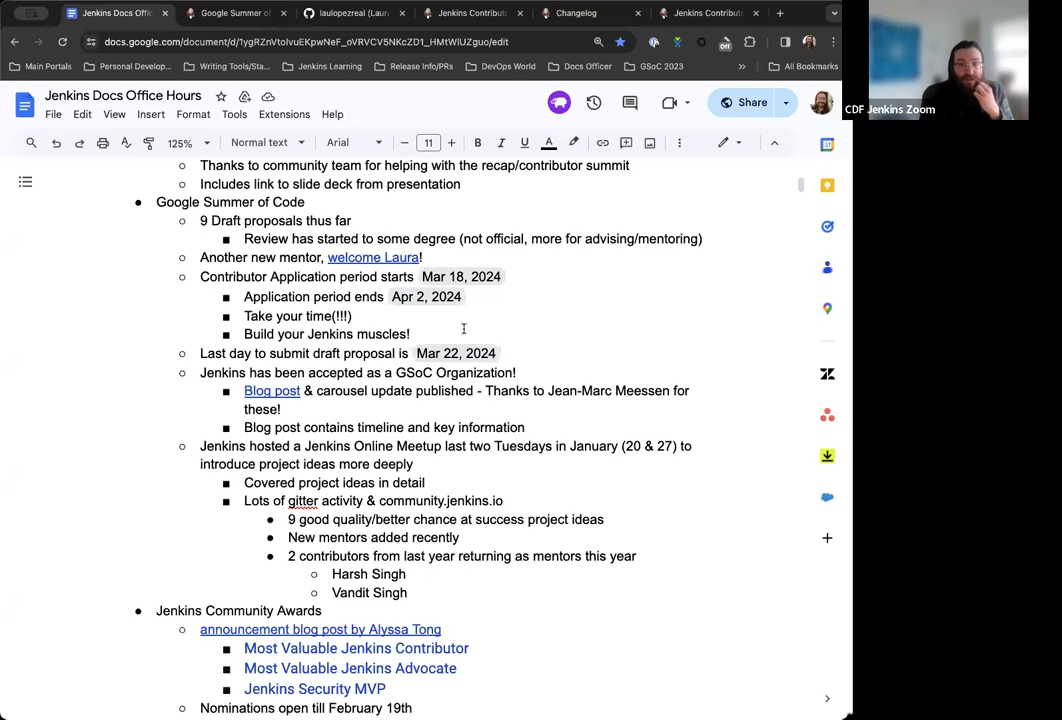 Jenkins Docs Offic
Google Summer of
laulopezreal (Laura
Jenkins Contribut
Changelog
Jenkins Contribut
docs.google.com/document/d/1ygRZnVtoIvuEKpwNeF_oVRVCV5NKcZD1_HMtWlUZguo/edit
Off
Main Portals
Personal Develop...
Writing Tools/Sta...
Jenkins Learning
Release Info/PRs
DevOps World
Docs Officer
GSoC 2023
»
All Bookmarks
CDF Jenkins Zoom
Jenkins Docs Office Hours
File Edit View Insert Format Tools Extensions Help
Share
125% Normal text Arial – 11 + B I U A
Thanks to community team for helping with the recap/contributor summit
Includes link to slide deck from presentation
Google Summer of Code
9 Draft proposals thus far
Review has started to some degree (not official, more for advising/mentoring)
Another new mentor, welcome Laura!
Contributor Application period starts Mar 18, 2024
Application period ends Apr 2, 2024
Take your time(!!!)
Build your Jenkins muscles!
Last day to submit draft proposal is Mar 22, 2024
Jenkins has been accepted as a GSoC Organization!
Blog post & carousel update published - Thanks to Jean-Marc Meessen for
these!
Blog post contains timeline and key information
Jenkins hosted a Jenkins Online Meetup last two Tuesdays in January (20 & 27) to
introduce project ideas more deeply
Covered project ideas in detail
Lots of gitter activity & community.jenkins.io
9 good quality/better chance at success project ideas
New mentors added recently
2 contributors from last year returning as mentors this year
Harsh Singh
Vandit Singh
Jenkins Community Awards
announcement blog post by Alyssa Tong
Most Valuable Jenkins Contributor
Most Valuable Jenkins Advocate
Jenkins Security MVP
Nominations open till February 19th